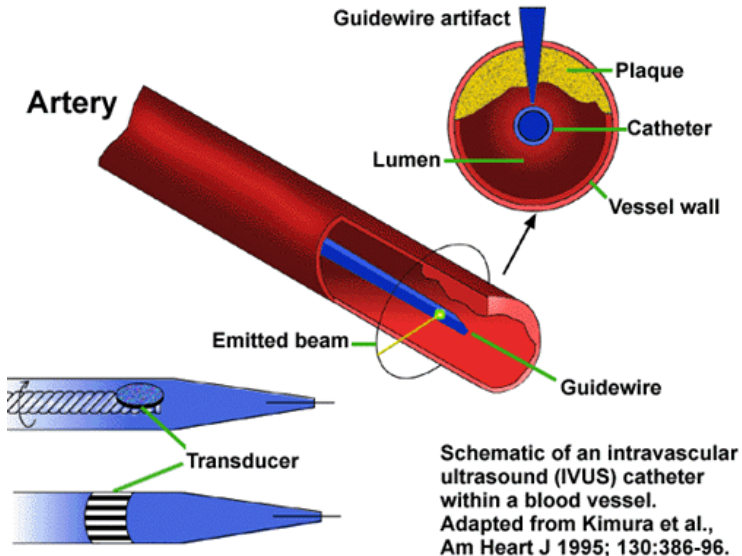 Guidewire artifact
Artery
Plaque
Catheter
Lumen
Vessel wall
Emitted beam
Guidewire
Transducer
Schematic of an intravascular
ultrasound (IVUS) catheter
within a blood vessel.
Adapted from Kimura et al.,
Am Heart J 1995; 130:386-96.